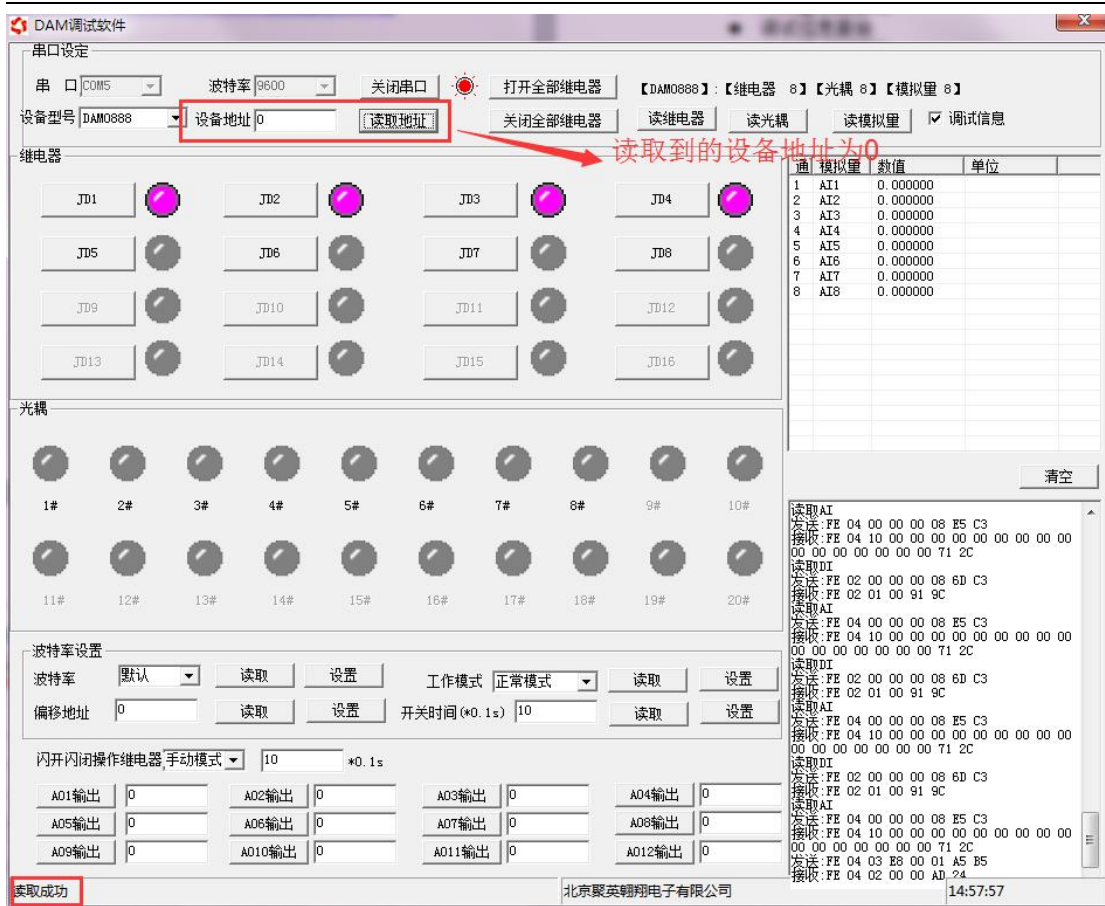 DAM调试软件
串口设定
串 口 COM5 波特率 9600 关闭串口 打开全部继电器 【DAM0888】:【继电器 8】【光耦 8】【模拟量 8】
设备型号 DAM0888 设备地址 0 读取地址 关闭全部继电器 读继电器 读光耦 读模拟量 调试信息
读取到的设备地址为0
继电器
JD1 JD2 JD3 JD4
JD5 JD6 JD7 JD8
JD9 JD10 JD11 JD12
JD13 JD14 JD15 JD16
通 模拟量 数值 单位
1 AI1 0.000000
2 AI2 0.000000
3 AI3 0.000000
4 AI4 0.000000
5 AI5 0.000000
6 AI6 0.000000
7 AI7 0.000000
8 AI8 0.000000
光耦
1# 2# 3# 4# 5# 6# 7# 8# 9# 10#
11# 12# 13# 14# 15# 16# 17# 18# 19# 20#
清空
读取AI
发送:FE 04 00 00 00 08 E5 C3
接收:FE 04 10 00 00 00 00 00 00 00 00 00
00 00 00 00 00 00 00 71 2C
读取DI
发送:FE 02 00 00 00 08 6D C3
接收:FE 02 01 00 91 9C
读取AI
发送:FE 04 00 00 00 08 E5 C3
接收:FE 04 10 00 00 00 00 00 00 00 00 00
00 00 00 00 00 00 00 71 2C
读取DI
发送:FE 02 00 00 00 08 6D C3
接收:FE 02 01 00 91 9C
读取AI
发送:FE 04 00 00 00 08 E5 C3
接收:FE 04 10 00 00 00 00 00 00 00 00 00
00 00 00 00 00 00 00 71 2C
读取DI
发送:FE 02 00 00 00 08 6D C3
接收:FE 02 01 00 91 9C
读取AI
发送:FE 04 00 00 00 08 E5 C3
接收:FE 04 10 00 00 00 00 00 00 00 00 00
00 00 00 00 00 00 00 71 2C
发送:FE 04 03 E8 00 01 A5 B5
接收:FE 04 02 00 00 AD 24
波特率设置
波特率 默认 读取 设置 工作模式 正常模式 读取 设置
偏移地址 0 读取 设置 开关时间(*0.1s) 10 读取 设置
闪开闪闭操作继电器 手动模式 10 *0.1s
AO1输出 0 AO2输出 0 AO3输出 0 AO4输出 0
AO5输出 0 AO6输出 0 AO7输出 0 AO8输出 0
AO9输出 0 AO10输出 0 AO11输出 0 AO12输出 0
读取成功 北京聚英翱翔电子有限公司 14:57:57